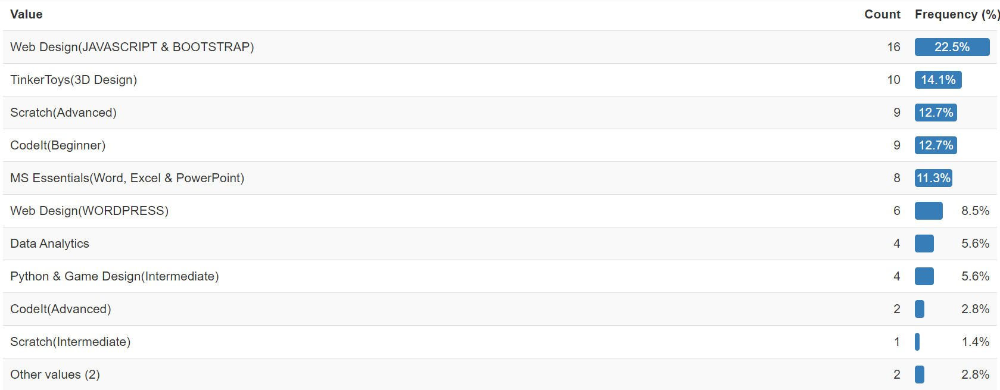 Value Count Frequency (%)
Web Design(JAVASCRIPT & BOOTSTRAP) 16 22.5%
TinkerToys(3D Design) 10 14.1%
Scratch(Advanced) 9 12.7%
CodeIt(Beginner) 9 12.7%
MS Essentials(Word, Excel & PowerPoint) 8 11.3%
Web Design(WORDPRESS) 6 8.5%
Data Analytics 4 5.6%
Python & Game Design(Intermediate) 4 5.6%
CodeIt(Advanced) 2 2.8%
Scratch(Intermediate) 1 1.4%
Other values (2) 2 2.8%